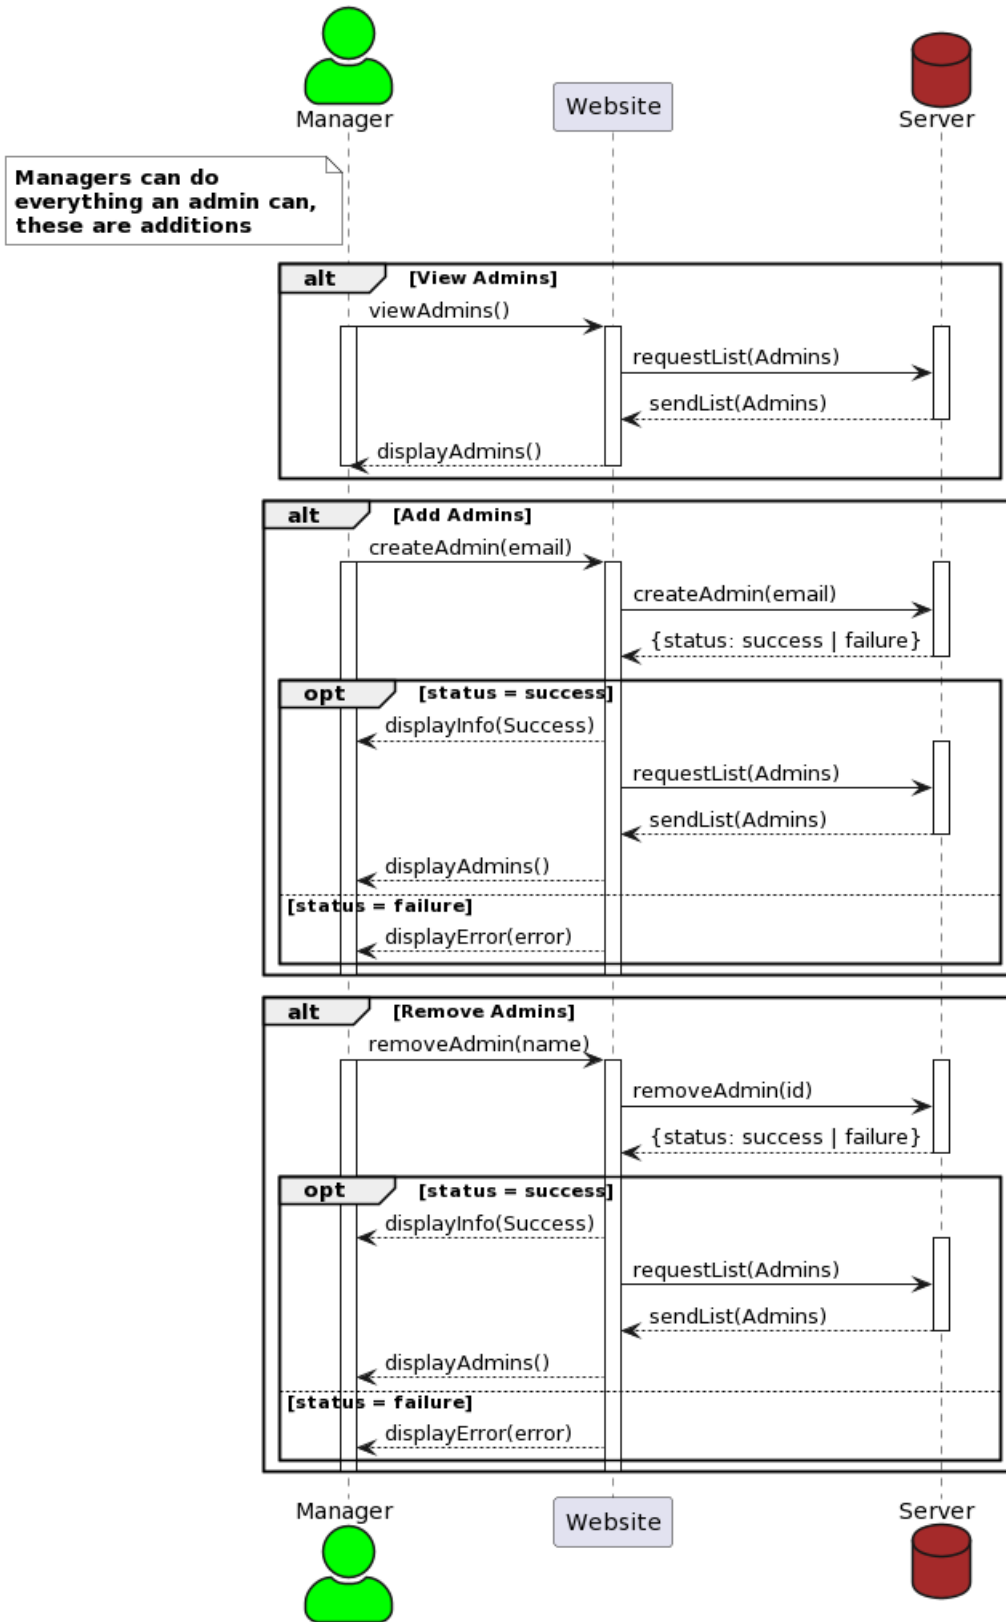 Manager
Website
Server
Managers can do
everything an admin can,
these are additions
alt [View Admins]
viewAdmins()
requestList(Admins)
sendList(Admins)
displayAdmins()
alt [Add Admins]
createAdmin(email)
createAdmin(email)
{status: success | failure}
opt [status = success]
displayInfo(Success)
requestList(Admins)
sendList(Admins)
displayAdmins()
[status = failure]
displayError(error)
alt [Remove Admins]
removeAdmin(name)
removeAdmin(id)
{status: success | failure}
opt [status = success]
displayInfo(Success)
requestList(Admins)
sendList(Admins)
displayAdmins()
[status = failure]
displayError(error)
Manager
Website
Server